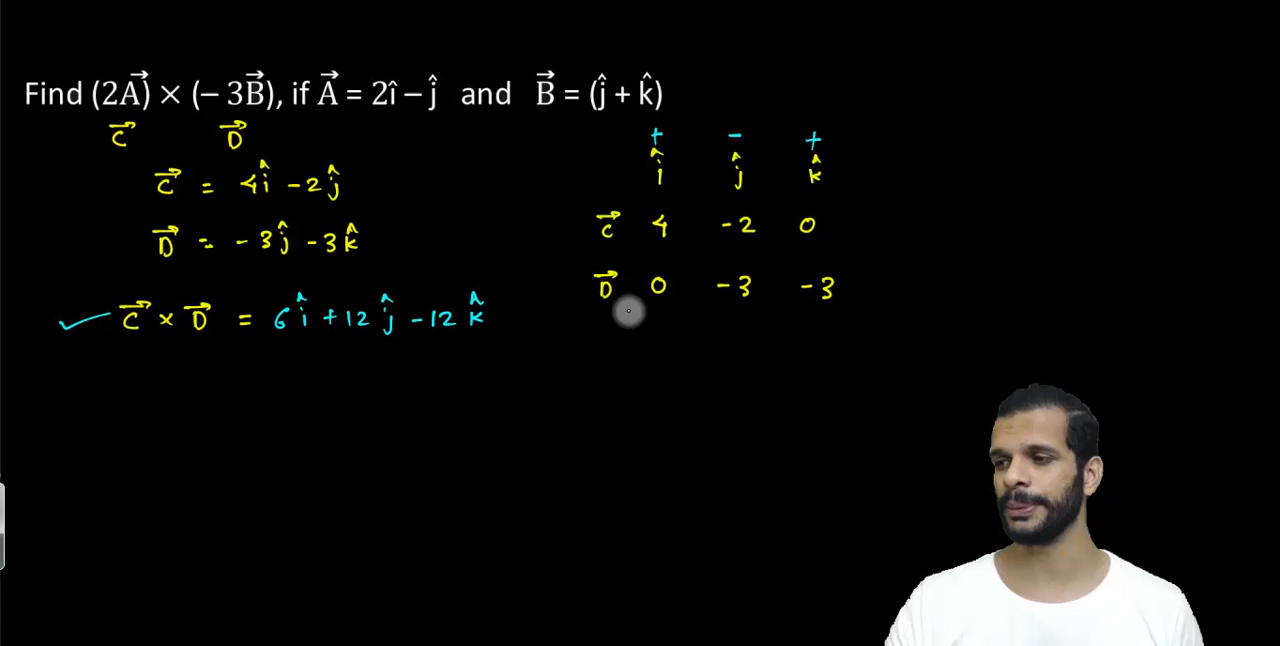 Find (2A⃗) × (– 3B⃗), if A⃗ = 2î – ĵ and B⃗ = (ĵ + k̂)
C⃗ D⃗
C⃗ = 4î - 2ĵ
D⃗ = - 3ĵ - 3k̂
C⃗ × D⃗ = 6î + 12ĵ - 12k̂
+ - +
î ĵ k̂
C⃗ 4 -2 0
D⃗ 0 -3 -3